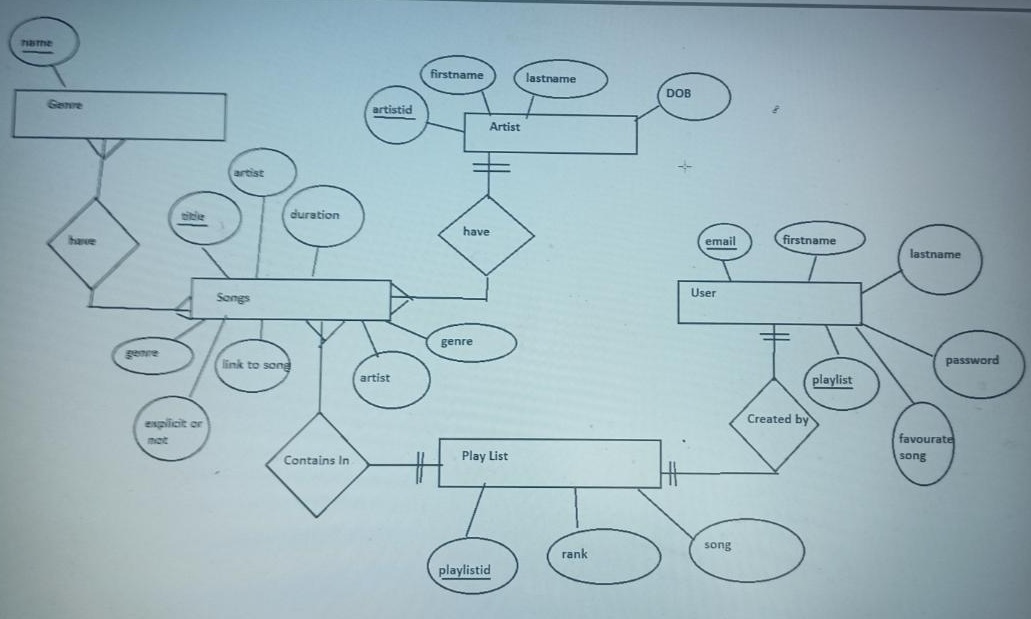 name
Genre
firstname
lastname
DOB
artistid
Artist
artist
title
duration
have
have
email
firstname
lastname
Songs
User
genre
link to song
genre
artist
playlist
password
explicit or
not
Created by
favourate
song
Contains In
Play List
playlistid
rank
song